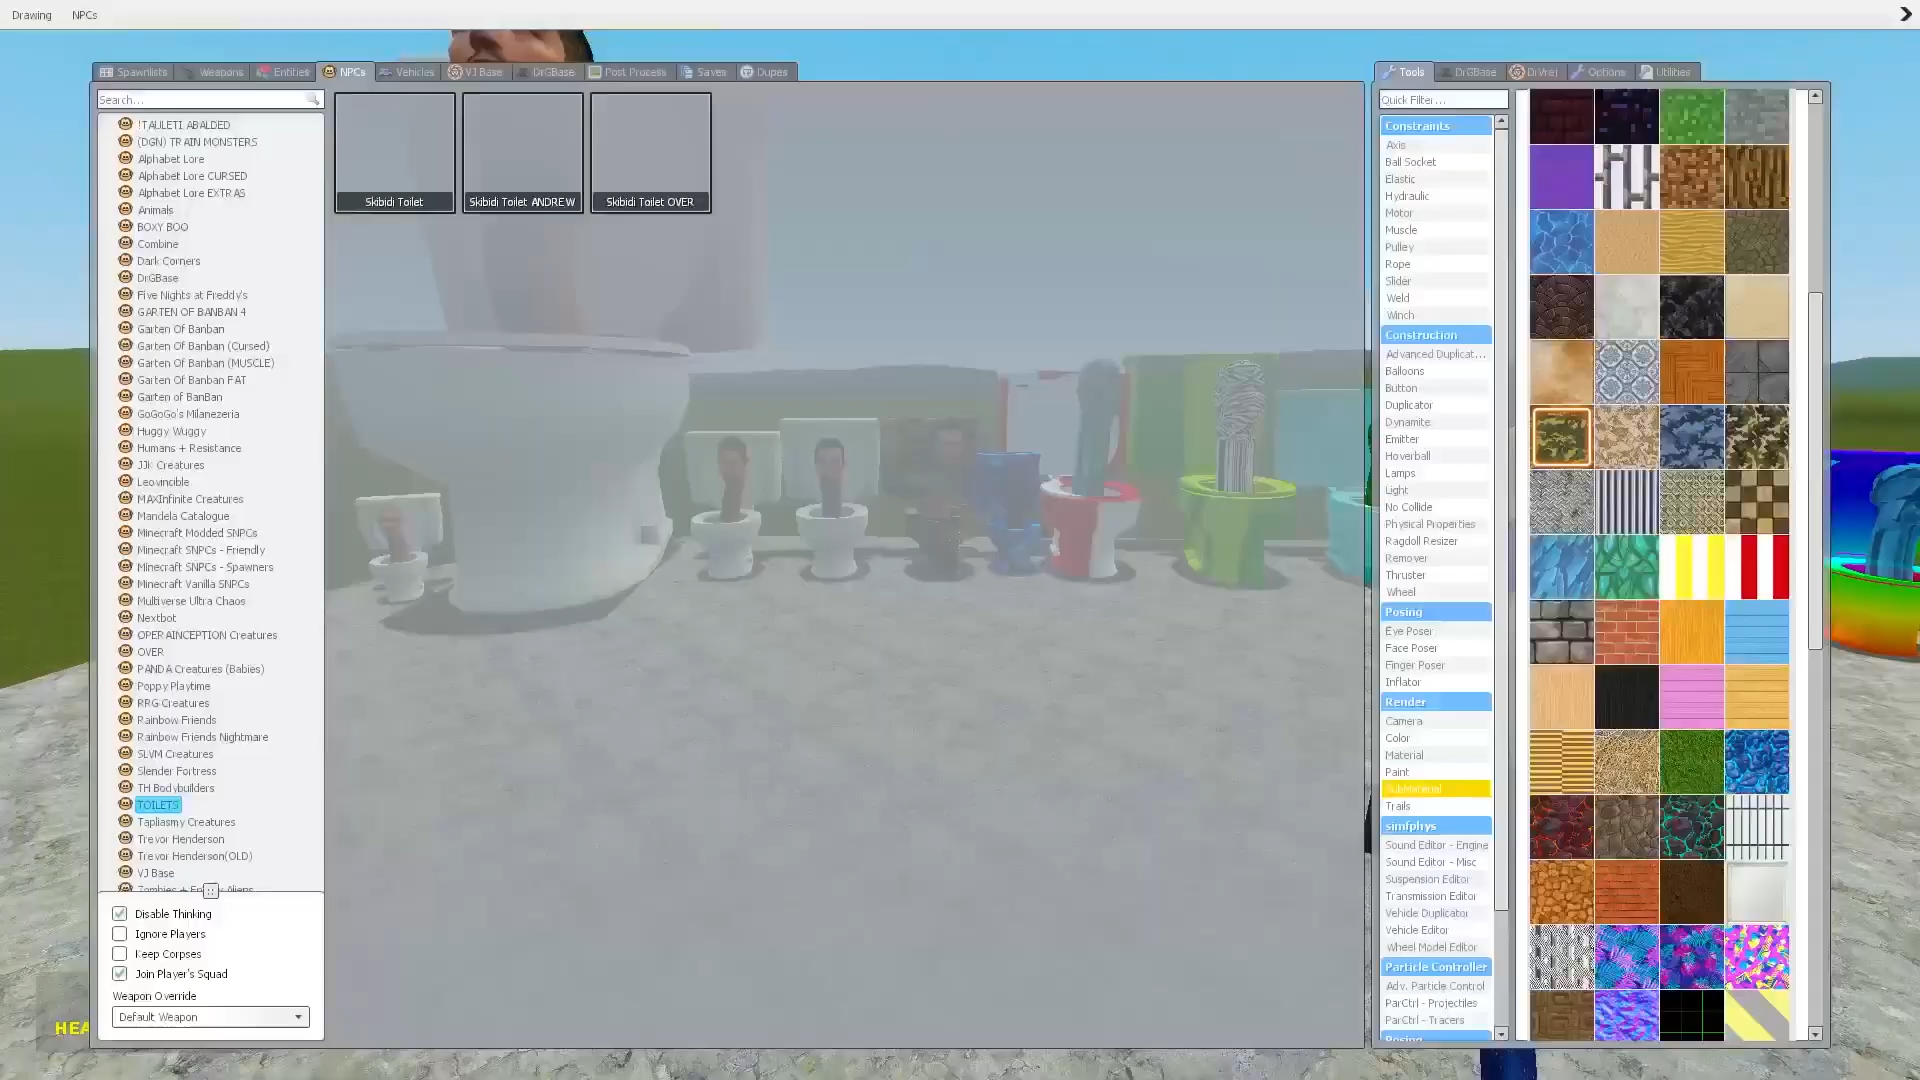 Drawing NPCs
Spawnlists Weapons Entities NPCs Vehicles VJ Base DrGBase Post Process Saves Dupes
Tools DrGBase DrVrej Options Utilities
Search...
!TAULETI ABALDED
(DGN) TRAIN MONSTERS
Alphabet Lore
Alphabet Lore CURSED
Alphabet Lore EXTRAS
Animals
BOXY BOO
Combine
Dark Corners
DrGBase
Five Nights at Freddy's
GARTEN OF BANBAN 4
Garten Of Banban
Garten Of Banban (Cursed)
Garten Of Banban (MUSCLE)
Garten Of Banban FAT
Garten of BanBan
GoGoGo's Milanezeria
Huggy Wuggy
Humans + Resistance
JJK Creatures
Leovincible
MAXInfinite Creatures
Mandela Catalogue
Minecraft Modded SNPCs
Minecraft SNPCs - Friendly
Minecraft SNPCs - Spawners
Minecraft Vanilla SNPCs
Multiverse Ultra Chaos
Nextbot
OPERAINCEPTION Creatures
OVER
PANDA Creatures (Babies)
Poppy Playtime
RRG Creatures
Rainbow Friends
Rainbow Friends Nightmare
SLVM Creatures
Slender Fortress
TH Bodybuilders
TOILETS
Tapliasmy Creatures
Trevor Henderson
Trevor Henderson(OLD)
VJ Base
Disable Thinking
Ignore Players
Keep Corpses
Join Player's Squad
Weapon Override
Default Weapon
HEA
Skibidi Toilet
Skibidi Toilet ANDREW
Skibidi Toilet OVER
Quick Filter...
Constraints
Axis
Ball Socket
Elastic
Hydraulic
Motor
Muscle
Pulley
Rope
Slider
Weld
Winch
Construction
Advanced Duplicat...
Balloons
Button
Duplicator
Dynamite
Emitter
Hoverball
Lamps
Light
No Collide
Physical Properties
Ragdoll Resizer
Remover
Thruster
Wheel
Posing
Eye Poser
Face Poser
Finger Poser
Inflator
Render
Camera
Color
Material
Paint
SubMaterial
Trails
simfphys
Sound Editor - Engine
Sound Editor - Misc
Suspension Editor
Transmission Editor
Vehicle Duplicator
Vehicle Editor
Wheel Model Editor
Particle Controller
Adv. Particle Control
ParCtrl - Projectiles
ParCtrl - Tracers